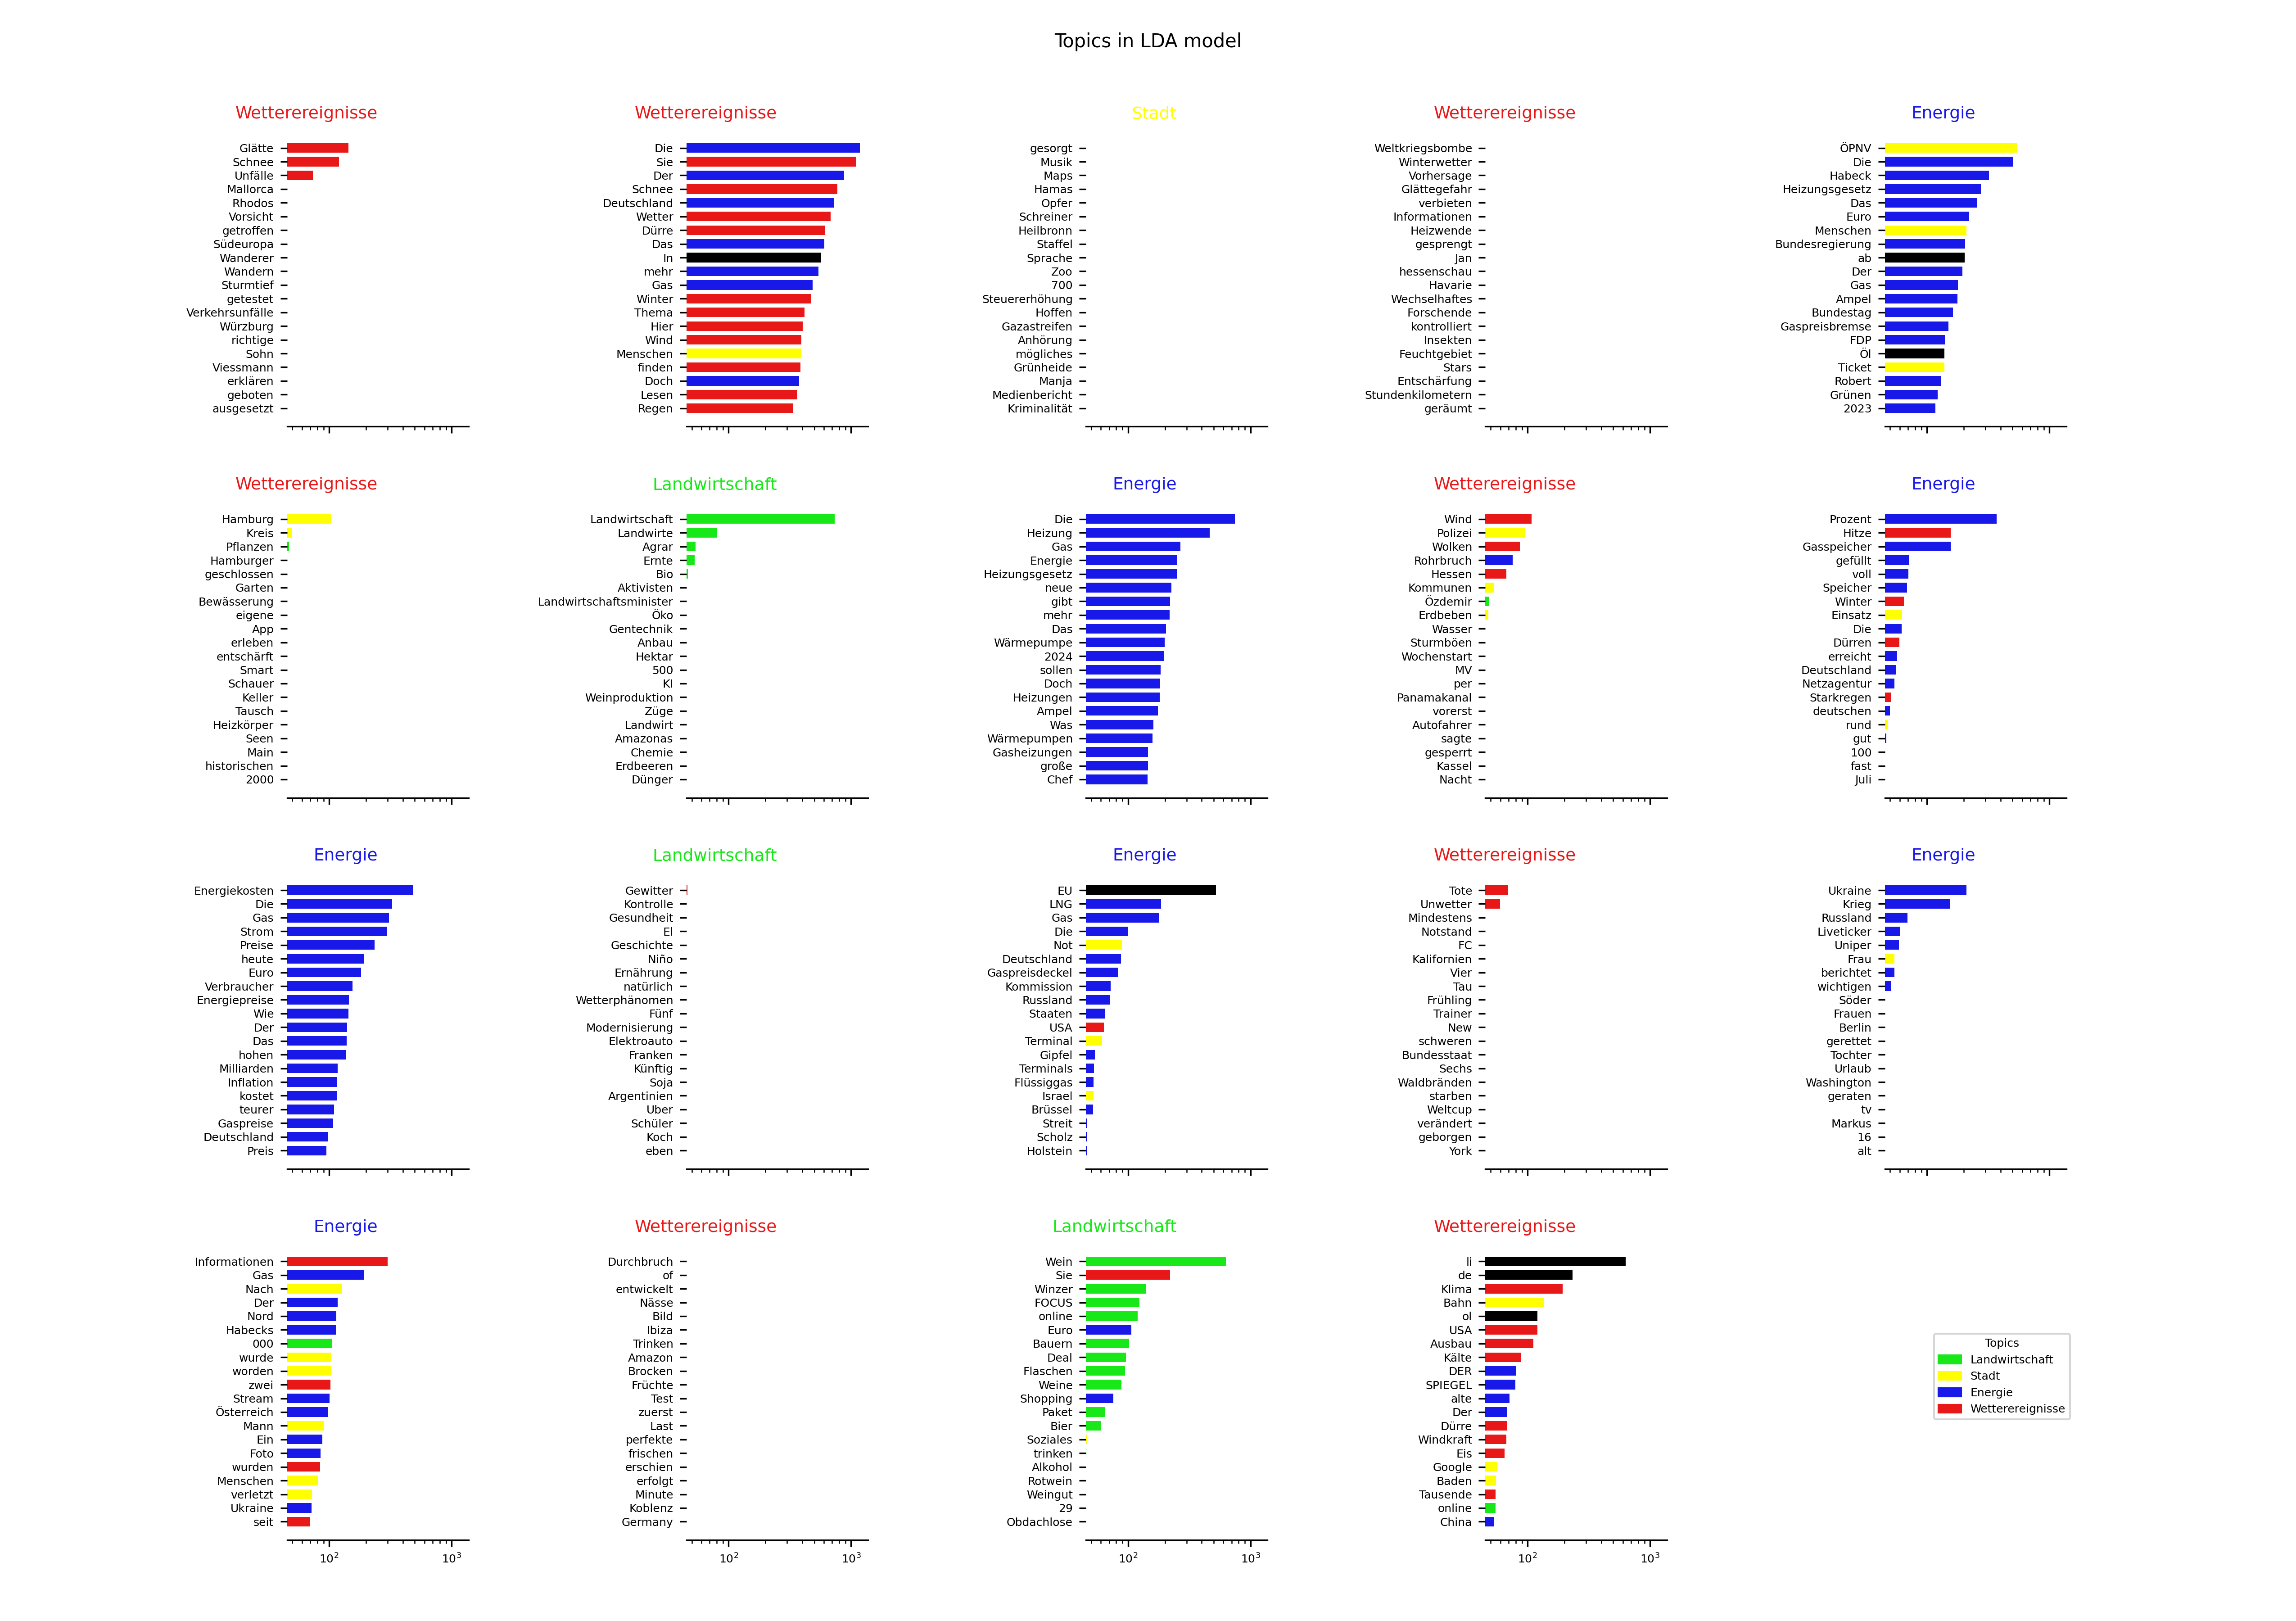 Topics in LDA model
Wetterereignisse
Glätte
Schnee
Unfälle
Mallorca
Rhodos
Vorsicht
getroffen
Südeuropa
Wanderer
Wandern
Sturmtief
getestet
Verkehrsunfälle
Würzburg
richtige
Sohn
Viessmann
erklären
geboten
ausgesetzt
Wetterereignisse
Die
Sie
Der
Schnee
Deutschland
Wetter
Dürre
Das
In
mehr
Gas
Winter
Thema
Hier
Wind
Menschen
finden
Doch
Lesen
Regen
Stadt
gesorgt
Musik
Maps
Hamas
Opfer
Schreiner
Heilbronn
Staffel
Sprache
Zoo
700
Steuererhöhung
Hoffen
Gazastreifen
Anhörung
mögliches
Grünheide
Manja
Medienbericht
Kriminalität
Wetterereignisse
Weltkriegsbombe
Winterwetter
Vorhersage
Glättegefahr
verbieten
Informationen
Heizwende
gesprengt
Jan
hessenschau
Havarie
Wechselhaftes
Forschende
kontrolliert
Insekten
Feuchtgebiet
Stars
Entschärfung
Stundenkilometern
geräumt
Energie
ÖPNV
Die
Habeck
Heizungsgesetz
Das
Euro
Menschen
Bundesregierung
ab
Der
Gas
Ampel
Bundestag
Gaspreisbremse
FDP
Öl
Ticket
Robert
Grünen
2023
Wetterereignisse
Hamburg
Kreis
Pflanzen
Hamburger
geschlossen
Garten
Bewässerung
eigene
App
erleben
entschärft
Smart
Schauer
Keller
Tausch
Heizkörper
Seen
Main
historischen
2000
Landwirtschaft
Landwirtschaft
Landwirte
Agrar
Ernte
Bio
Aktivisten
Landwirtschaftsminister
Öko
Gentechnik
Anbau
Hektar
500
KI
Weinproduktion
Züge
Landwirt
Amazonas
Chemie
Erdbeeren
Dünger
Energie
Die
Heizung
Gas
Energie
Heizungsgesetz
neue
gibt
mehr
Das
Wärmepumpe
2024
sollen
Doch
Heizungen
Ampel
Was
Wärmepumpen
Gasheizungen
große
Chef
Wetterereignisse
Wind
Polizei
Wolken
Rohrbruch
Hessen
Kommunen
Özdemir
Erdbeben
Wasser
Sturmböen
Wochenstart
MV
per
Panamakanal
vorerst
Autofahrer
sagte
gesperrt
Kassel
Nacht
Energie
Prozent
Hitze
Gasspeicher
gefüllt
voll
Speicher
Winter
Einsatz
Die
Dürren
erreicht
Deutschland
Netzagentur
Starkregen
deutschen
rund
gut
100
fast
Juli
Energie
Energiekosten
Die
Gas
Strom
Preise
heute
Euro
Verbraucher
Energiepreise
Wie
Der
Das
hohen
Milliarden
Inflation
kostet
teurer
Gaspreise
Deutschland
Preis
Landwirtschaft
Gewitter
Kontrolle
Gesundheit
El
Geschichte
Niño
Ernährung
natürlich
Wetterphänomen
Fünf
Modernisierung
Elektroauto
Franken
Künftig
Soja
Argentinien
Uber
Schüler
Koch
eben
Energie
EU
LNG
Gas
Die
Not
Deutschland
Gaspreisdeckel
Kommission
Russland
Staaten
USA
Terminal
Gipfel
Terminals
Flüssiggas
Israel
Brüssel
Streit
Scholz
Holstein
Wetterereignisse
Tote
Unwetter
Mindestens
Notstand
FC
Kalifornien
Vier
Tau
Frühling
Trainer
New
schweren
Bundesstaat
Sechs
Waldbränden
starben
Weltcup
verändert
geborgen
York
Energie
Ukraine
Krieg
Russland
Liveticker
Uniper
Frau
berichtet
wichtigen
Söder
Frauen
Berlin
gerettet
Tochter
Urlaub
Washington
geraten
tv
Markus
16
alt
Energie
Informationen
Gas
Nach
Der
Nord
Habecks
000
wurde
worden
zwei
Stream
Österreich
Mann
Ein
Foto
wurden
Menschen
verletzt
Ukraine
seit
10²
10³
Wetterereignisse
Durchbruch
of
entwickelt
Nässe
Bild
Ibiza
Trinken
Amazon
Brocken
Früchte
Test
zuerst
Last
perfekte
frischen
erschien
erfolgt
Minute
Koblenz
Germany
10²
10³
Landwirtschaft
Wein
Sie
Winzer
FOCUS
online
Euro
Bauern
Deal
Flaschen
Weine
Shopping
Paket
Bier
Soziales
trinken
Alkohol
Rotwein
Weingut
29
Obdachlose
10²
10³
Wetterereignisse
li
de
Klima
Bahn
ol
USA
Ausbau
Kälte
DER
SPIEGEL
alte
Der
Dürre
Windkraft
Eis
Google
Baden
Tausende
online
China
10²
10³
Topics
Landwirtschaft
Stadt
Energie
Wetterereignisse